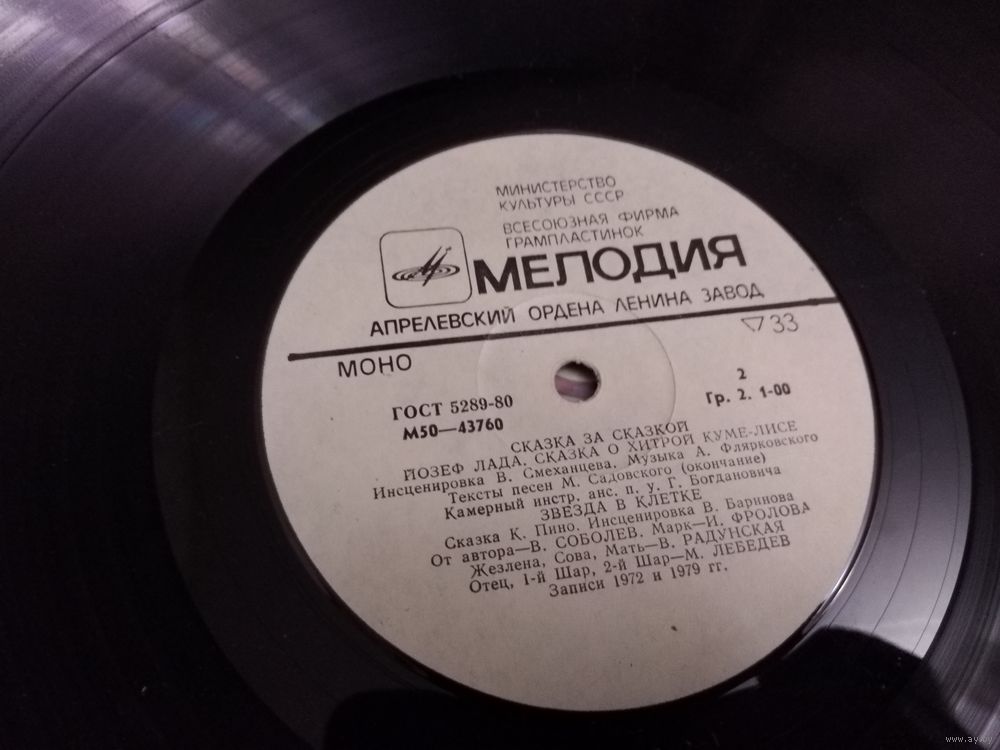 МИНИСТЕРСТВО
КУЛЬТУРЫ СССР
ВСЕСОЮЗНАЯ ФИРМА
ГРАМПЛАСТИНОК
МЕЛОДИЯ
АПРЕЛЕВСКИЙ ОРДЕНА ЛЕНИНА ЗАВОД
МОНО
▽33
ГОСТ 5289-80
М50—43760
2
Гр. 2. 1-00
СКАЗКА ЗА СКАЗКОЙ
ЙОЗЕФ ЛАДА. СКАЗКА О ХИТРОЙ КУМЕ-ЛИСЕ
Инсценировка В. Смеханцева. Музыка А. Флярковского
Тексты песен М. Садовского (окончание)
Камерный инстр. анс. п. у. Г. Богдановича
ЗВЕЗДА В КЛЕТКЕ
Сказка К. Пино. Инсценировка В. Баринова
От автора—В. СОБОЛЕВ, Марк—И. ФРОЛОВА
Жезлена, Сова, Мать—В. РАДУНСКАЯ
Отец, 1-й Шар, 2-й Шар—М. ЛЕБЕДЕВ
Записи 1972 и 1979 гг.
www.ay.by